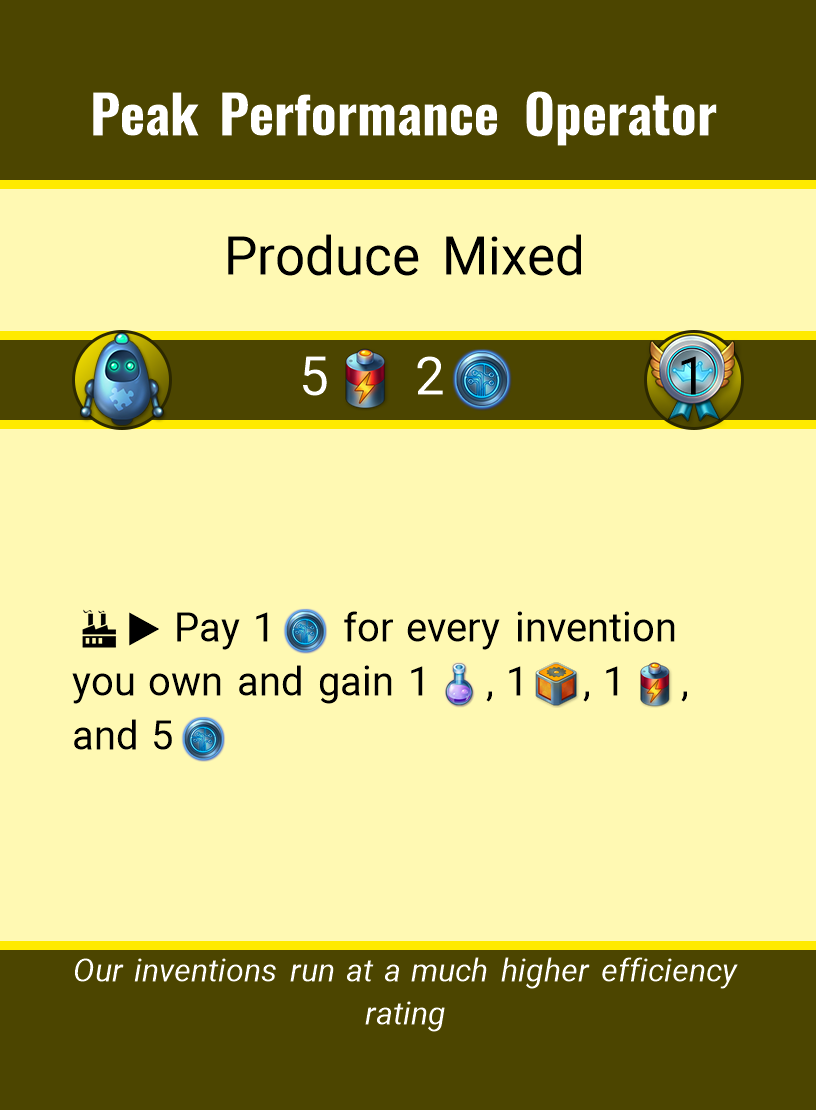 Peak Performance Operator
Produce Mixed
5 2
1
Pay 1 for every invention
you own and gain 1 , 1 , 1 ,
and 5
Our inventions run at a much higher efficiency
rating